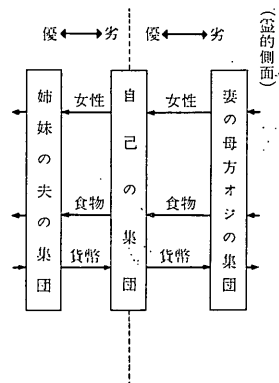 (霊的側面)
優 ↔ 劣 優 ↔ 劣
妻の母方オジの集団
女性
食物
貨幣
自己の集団
女性
食物
貨幣
姉妹の夫の集団